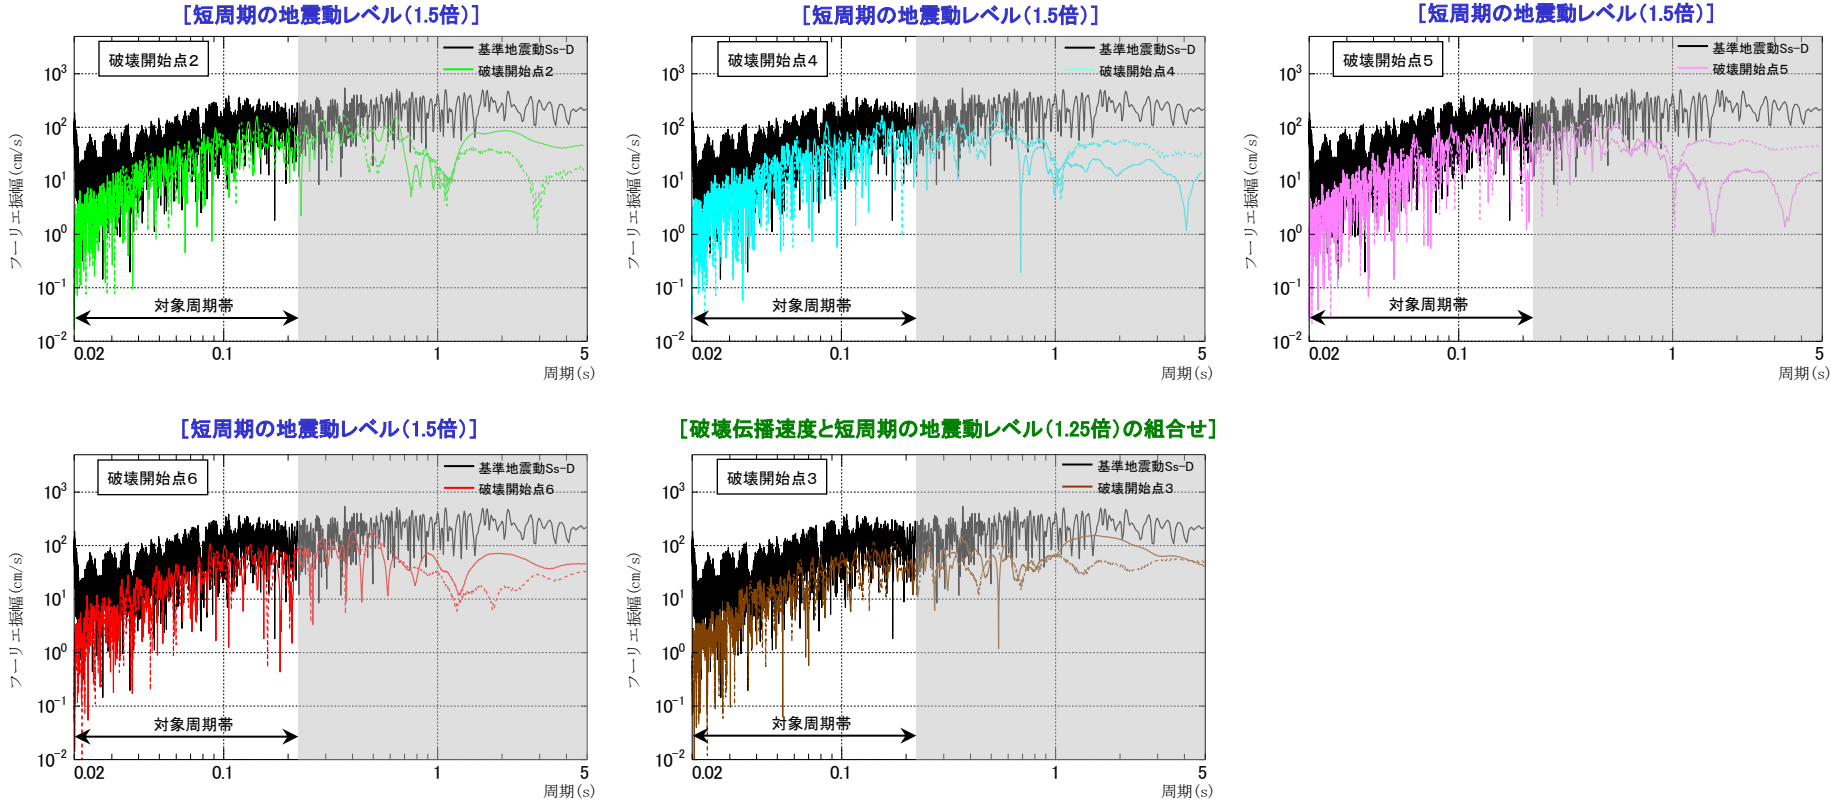 [短周期の地震動レベル(1.5倍)]
破壊開始点2
基準地震動Ss-D
破壊開始点2
フーリエ振幅(cm/s)
10³
10²
10¹
10⁰
10⁻¹
10⁻²
対象周期帯
0.02
0.1
1
5
周期(s)
[短周期の地震動レベル(1.5倍)]
破壊開始点4
基準地震動Ss-D
破壊開始点4
フーリエ振幅(cm/s)
10³
10²
10¹
10⁰
10⁻¹
10⁻²
対象周期帯
0.02
0.1
1
5
周期(s)
[短周期の地震動レベル(1.5倍)]
破壊開始点5
基準地震動Ss-D
破壊開始点5
フーリエ振幅(cm/s)
10³
10²
10¹
10⁰
10⁻¹
10⁻²
対象周期帯
0.02
0.1
1
5
周期(s)
[短周期の地震動レベル(1.5倍)]
破壊開始点6
基準地震動Ss-D
破壊開始点6
フーリエ振幅(cm/s)
10³
10²
10¹
10⁰
10⁻¹
10⁻²
対象周期帯
0.02
0.1
1
5
周期(s)
[破壊伝播速度と短周期の地震動レベル(1.25倍)の組合せ]
破壊開始点3
基準地震動Ss-D
破壊開始点3
フーリエ振幅(cm/s)
10³
10²
10¹
10⁰
10⁻¹
10⁻²
対象周期帯
0.02
0.1
1
5
周期(s)